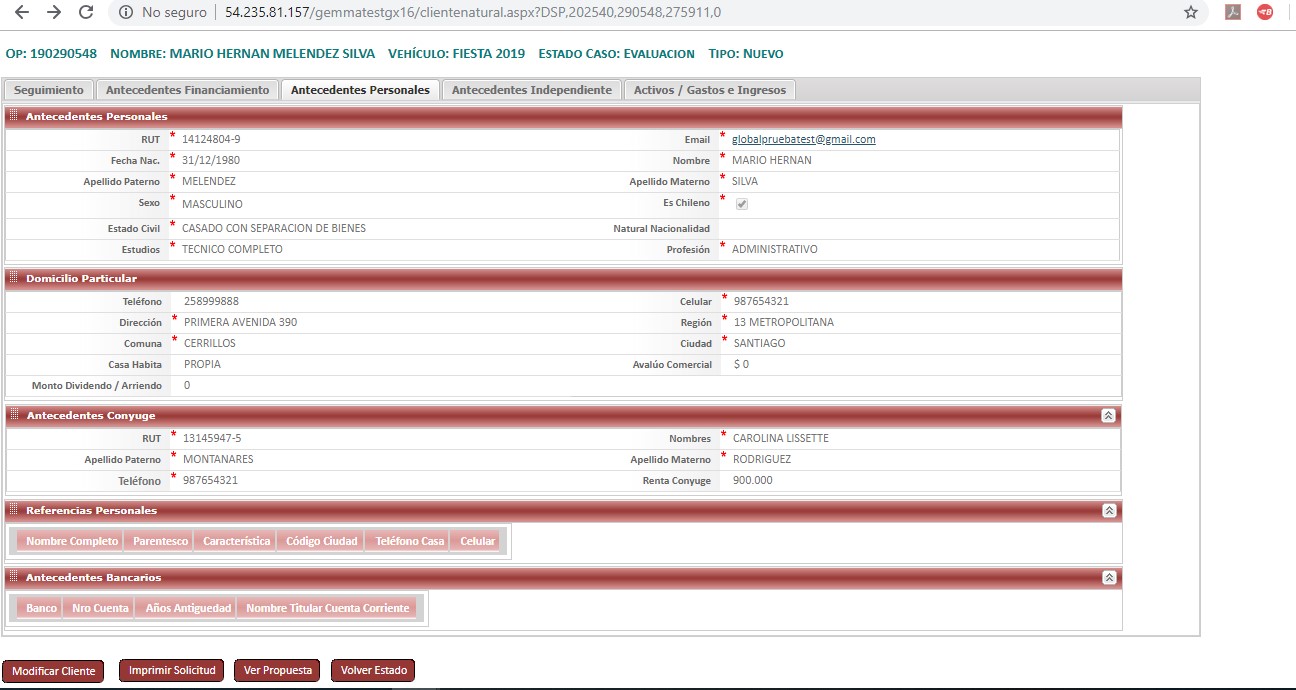 No seguro | 54.235.81.157/gemmatestgx16/clientenatural.aspx?DSP,202540,290548,275911,0
OP: 190290548 NOMBRE: MARIO HERNAN MELENDEZ SILVA VEHÍCULO: FIESTA 2019 ESTADO CASO: EVALUACION TIPO: NUEVO
Seguimiento Antecedentes Financiamiento Antecedentes Personales Antecedentes Independiente Activos / Gastos e Ingresos
Antecedentes Personales
RUT * 14124804-9 Email * globalpruebatest@gmail.com
Fecha Nac. * 31/12/1980 Nombre * MARIO HERNAN
Apellido Paterno * MELENDEZ Apellido Materno * SILVA
Sexo * MASCULINO Es Chileno *
Estado Civil * CASADO CON SEPARACION DE BIENES Natural Nacionalidad
Estudios * TECNICO COMPLETO Profesión * ADMINISTRATIVO
Domicilio Particular
Teléfono 258999888 Celular * 987654321
Dirección * PRIMERA AVENIDA 390 Región * 13 METROPOLITANA
Comuna * CERRILLOS Ciudad * SANTIAGO
Casa Habita PROPIA Avalúo Comercial $ 0
Monto Dividendo / Arriendo 0
Antecedentes Conyuge
RUT * 13145947-5 Nombres * CAROLINA LISSETTE
Apellido Paterno * MONTANARES Apellido Materno * RODRIGUEZ
Teléfono * 987654321 Renta Conyuge 900.000
Referencias Personales
Nombre Completo Parentesco Característica Código Ciudad Teléfono Casa Celular
Antecedentes Bancarios
Banco Nro Cuenta Años Antiguedad Nombre Titular Cuenta Corriente
Modificar Cliente Imprimir Solicitud Ver Propuesta Volver Estado